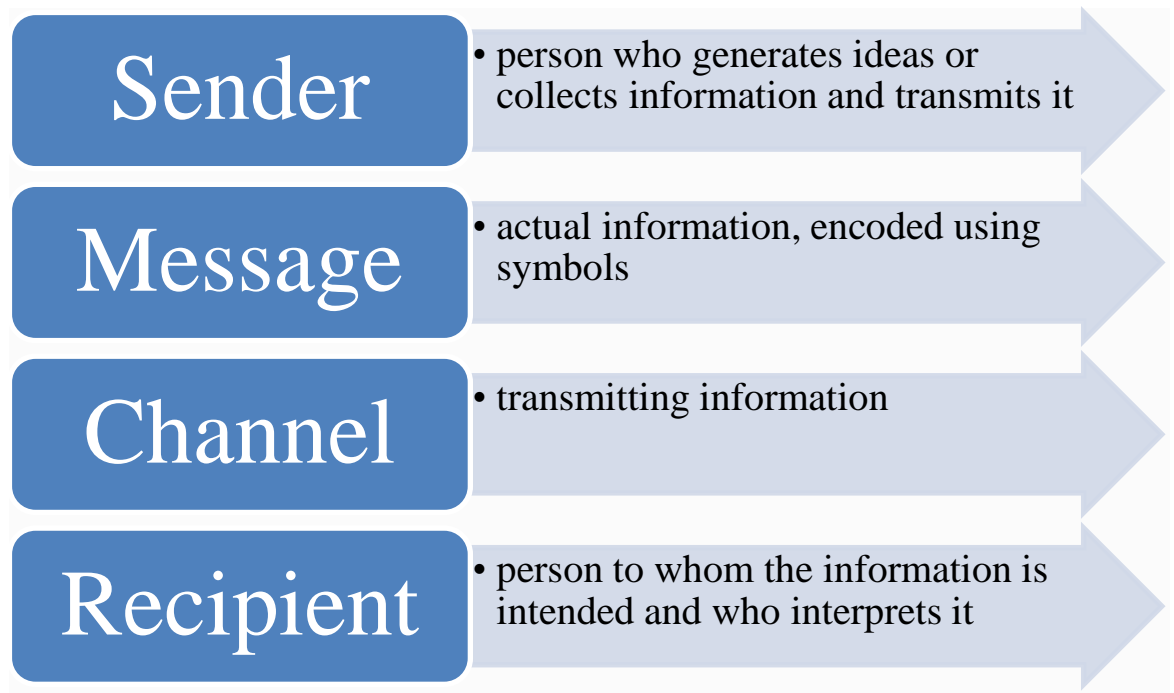 Sender
• person who generates ideas or
collects information and transmits it
Message
• actual information, encoded using
symbols
Channel
• transmitting information
Recipient
• person to whom the information is
intended and who interprets it